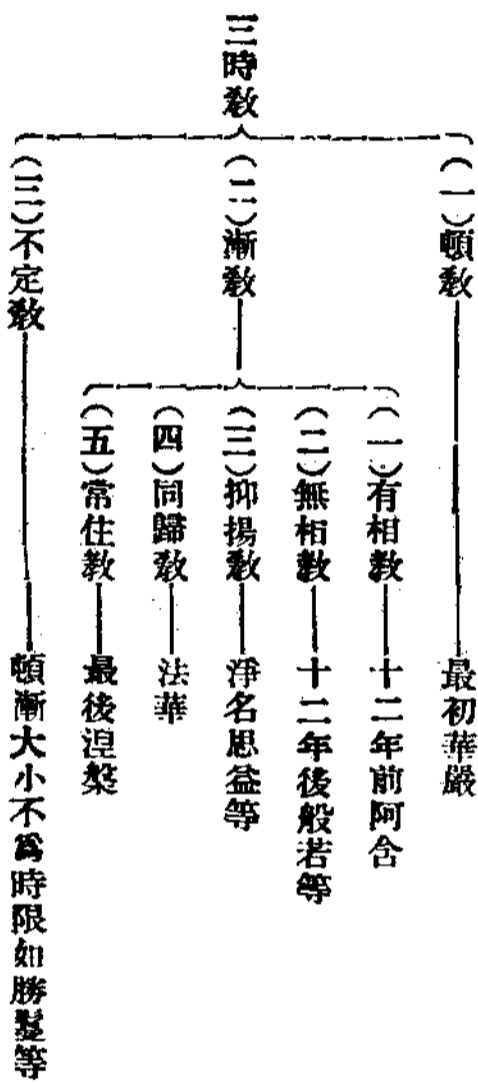 三時教
(一)頓教
最初華嚴
(二)漸教
(一)有相教
十二年前阿含
(二)無相教
十二年後般若等
(三)抑揚教
淨名思益等
(四)同歸教
法華
(五)常住教
最後涅槃
(三)不定教
頓漸大小不爲時限如勝鬘等